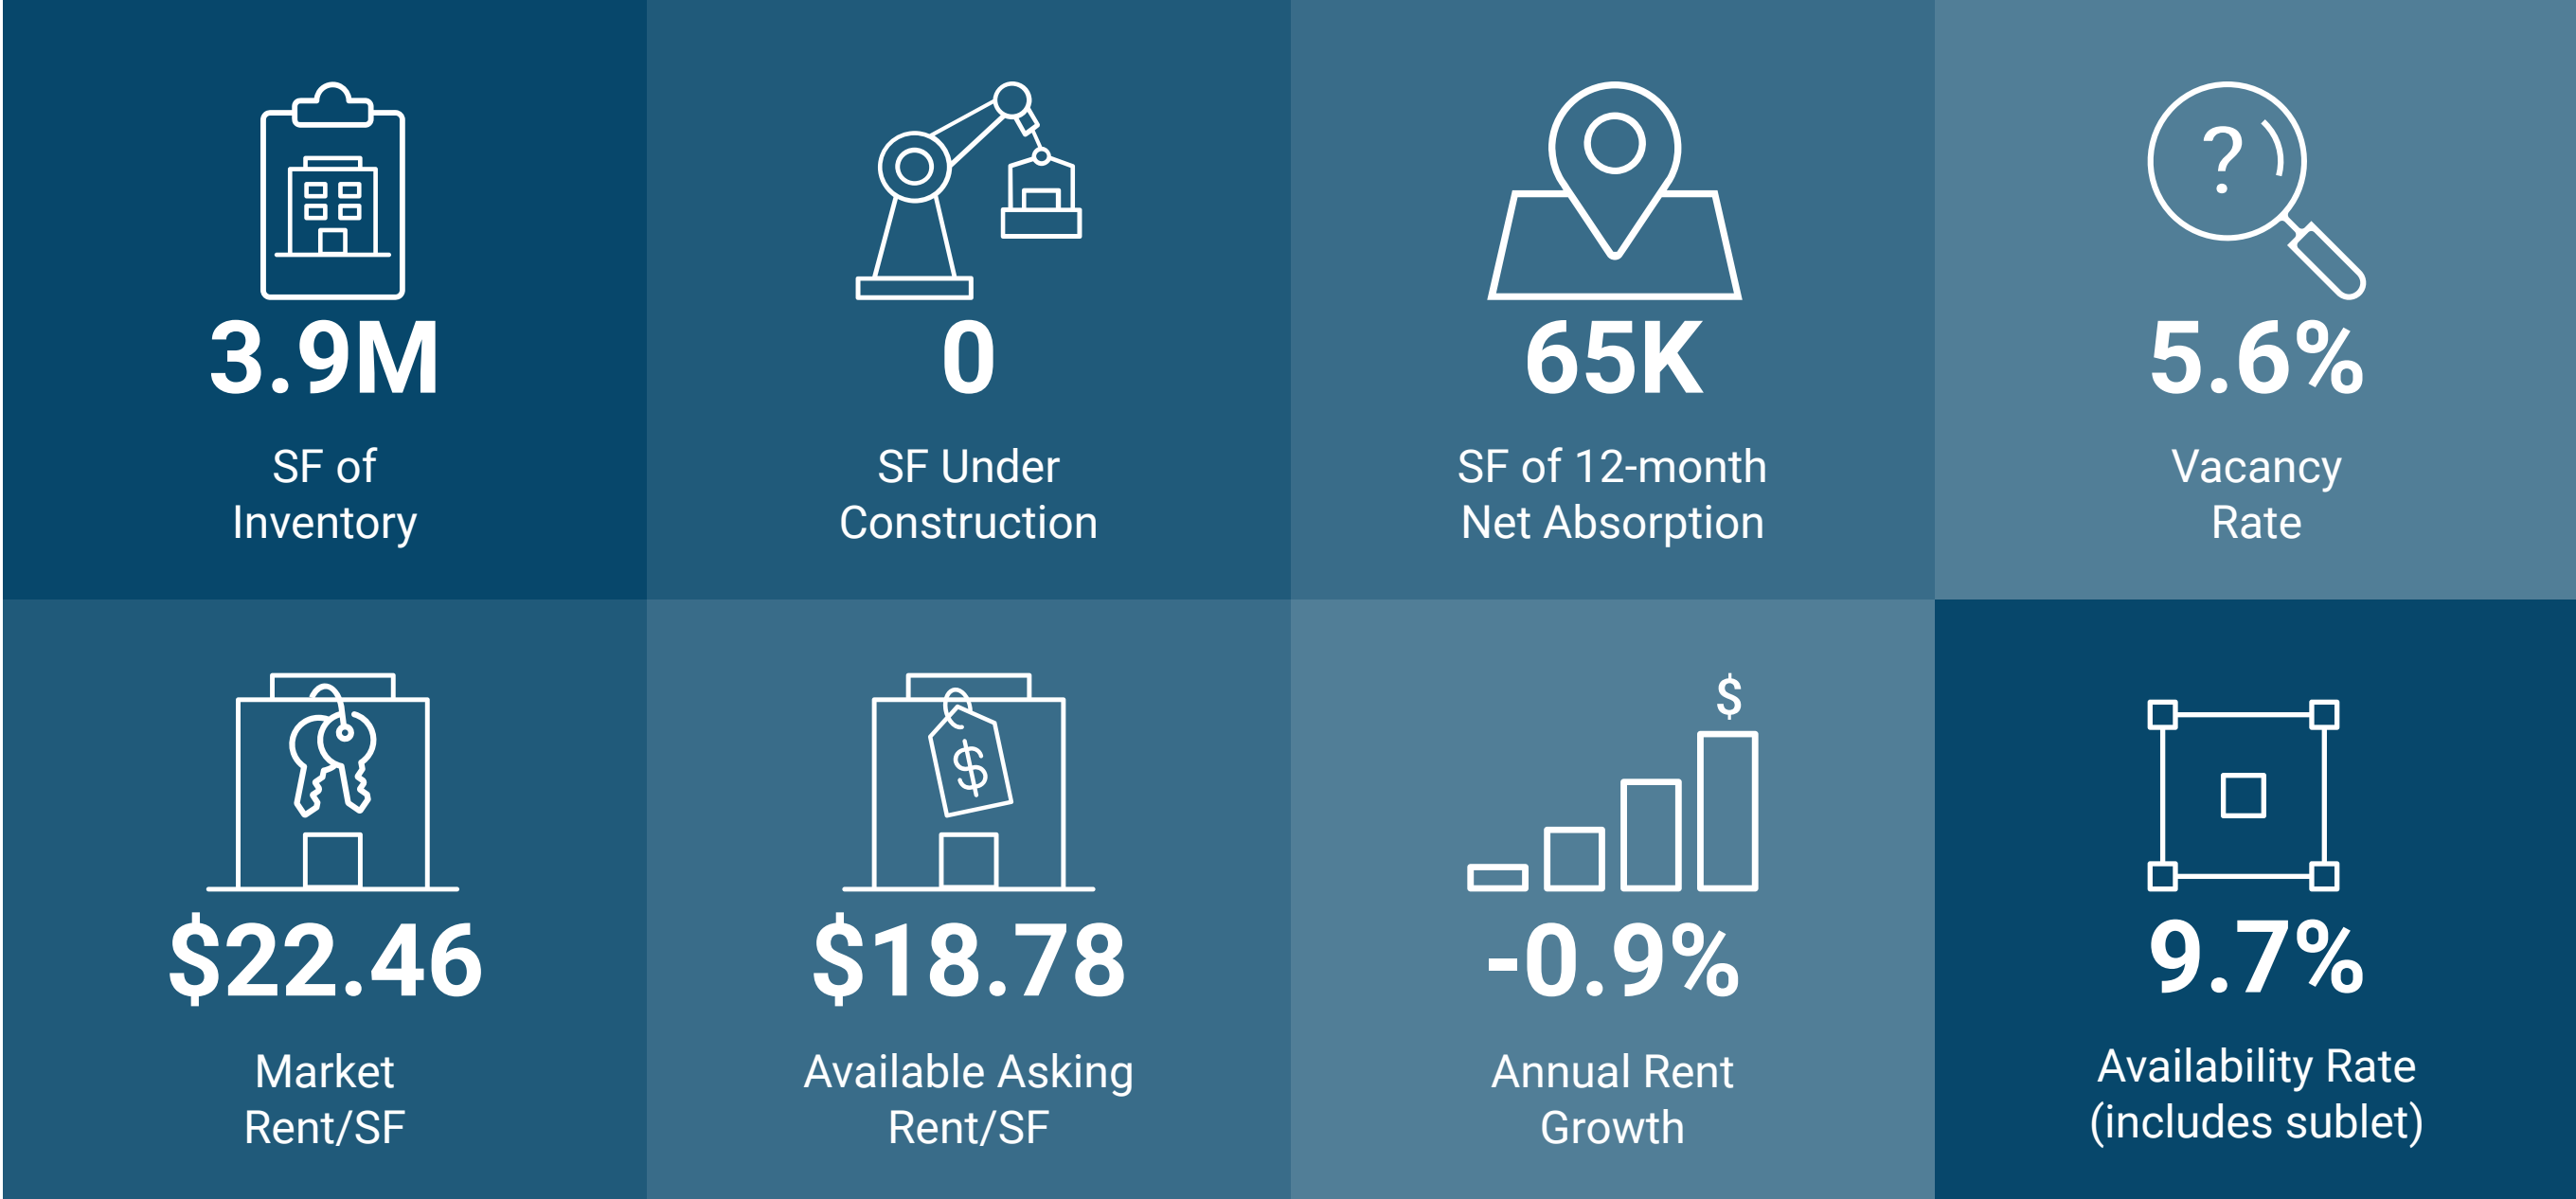 ?
3.9M
SF of
Inventory
0
SF Under
Construction
65K
SF of 12-month
Net Absorption
5.6%
Vacancy
Rate
$
$22.46
Market
Rent/SF
$
$18.78
Available Asking
Rent/SF
-0.9%
Annual Rent
Growth
9.7%
Availability Rate
(includes sublet)